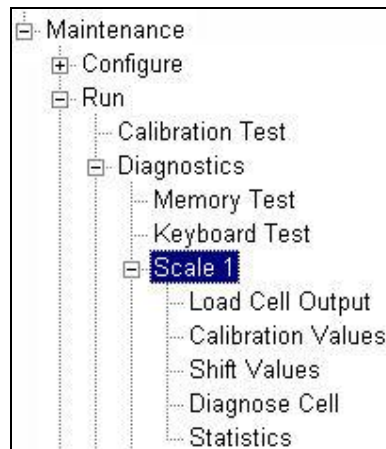 Maintenance
Configure
Run
Calibration Test
Diagnostics
Memory Test
Keyboard Test
Scale 1
Load Cell Output
Calibration Values
Shift Values
Diagnose Cell
Statistics